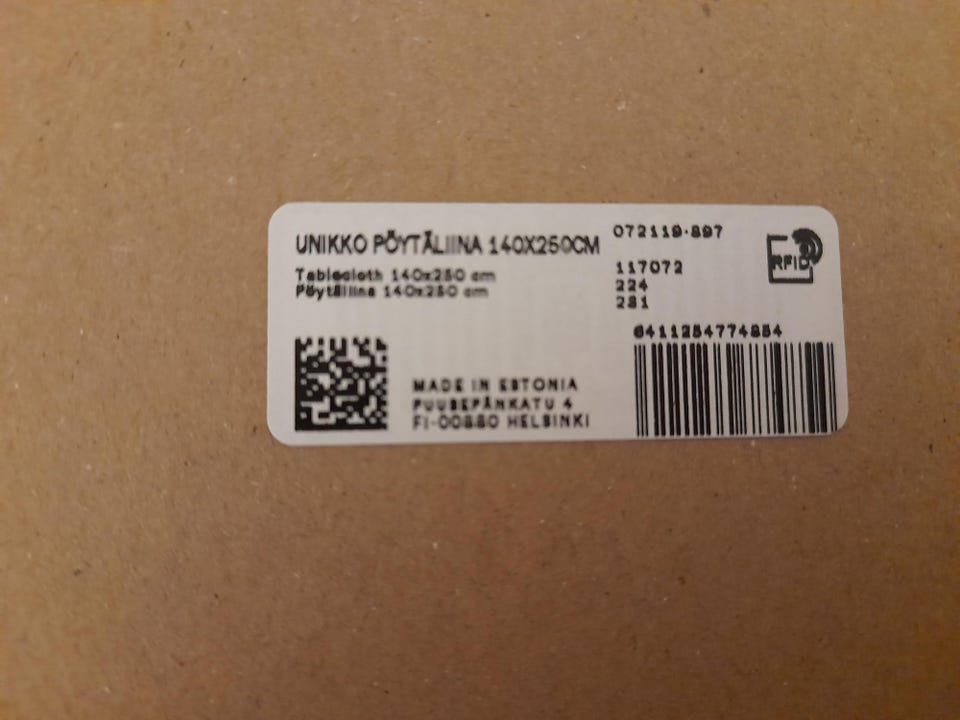 UNIKKO PÖYTÄLIINA 140X250CM
Tablecloth 140x250 cm
Pöytäliina 140x250 cm
072119-897
117072
224
231
RFID
6411254774854
MADE IN ESTONIA
PUUSEPÄNKATU 4
FI-00880 HELSINKI